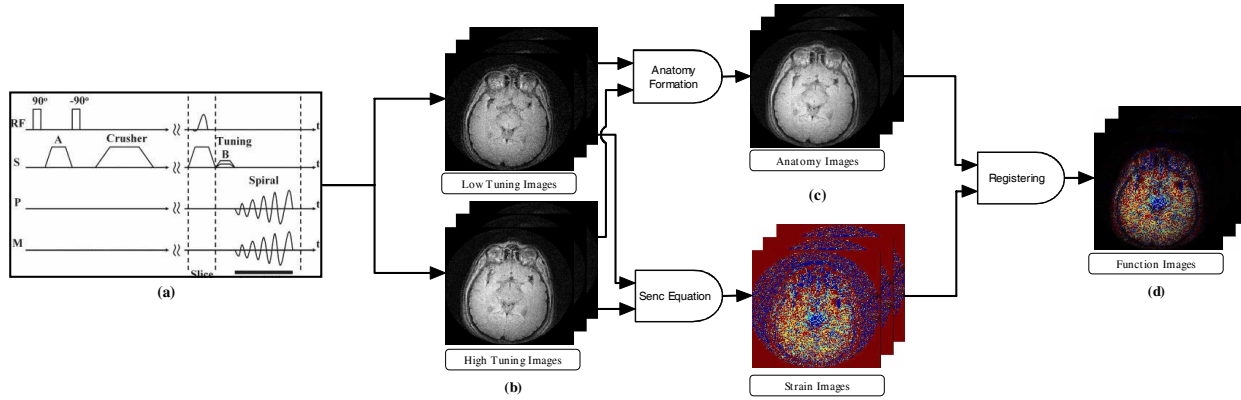 90° -90°
RF
t
A
Crusher
Tuning
B
S
t
Spiral
P
t
M
t
Slice
(a)
Low Tuning Images
High Tuning Images
(b)
Anatomy
Formation
Senc Equation
Anatomy Images
(c)
Strain Images
Registering
Function Images
(d)